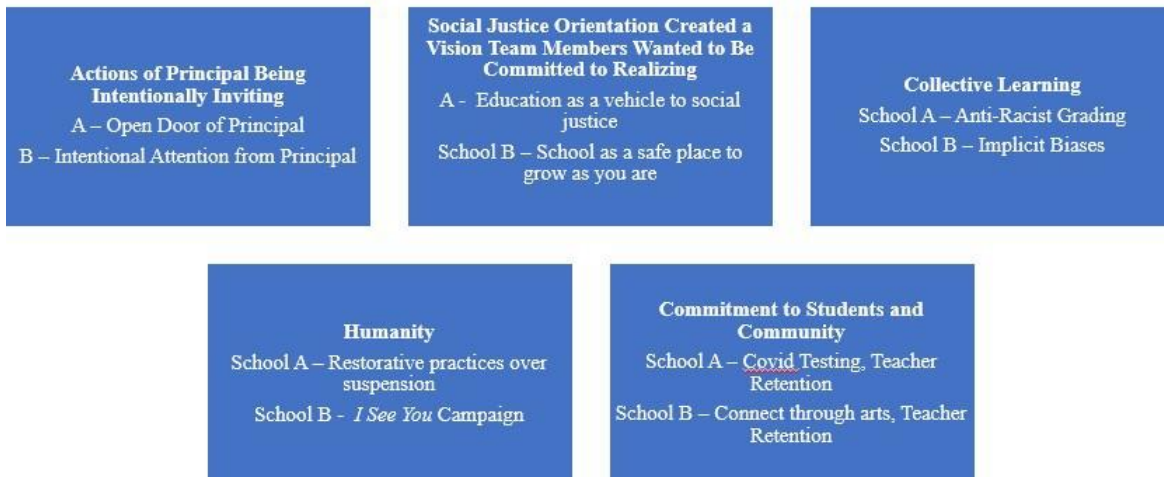 Actions of Principal Being
Intentionally Inviting
A – Open Door of Principal
B – Intentional Attention from Principal
Social Justice Orientation Created a
Vision Team Members Wanted to Be
Committed to Realizing
A - Education as a vehicle to social
justice
School B – School as a safe place to
grow as you are
Collective Learning
School A – Anti-Racist Grading
School B – Implicit Biases
Humanity
School A – Restorative practices over
suspension
School B - I See You Campaign
Commitment to Students and
Community
School A – Covid Testing, Teacher
Retention
School B – Connect through arts, Teacher
Retention